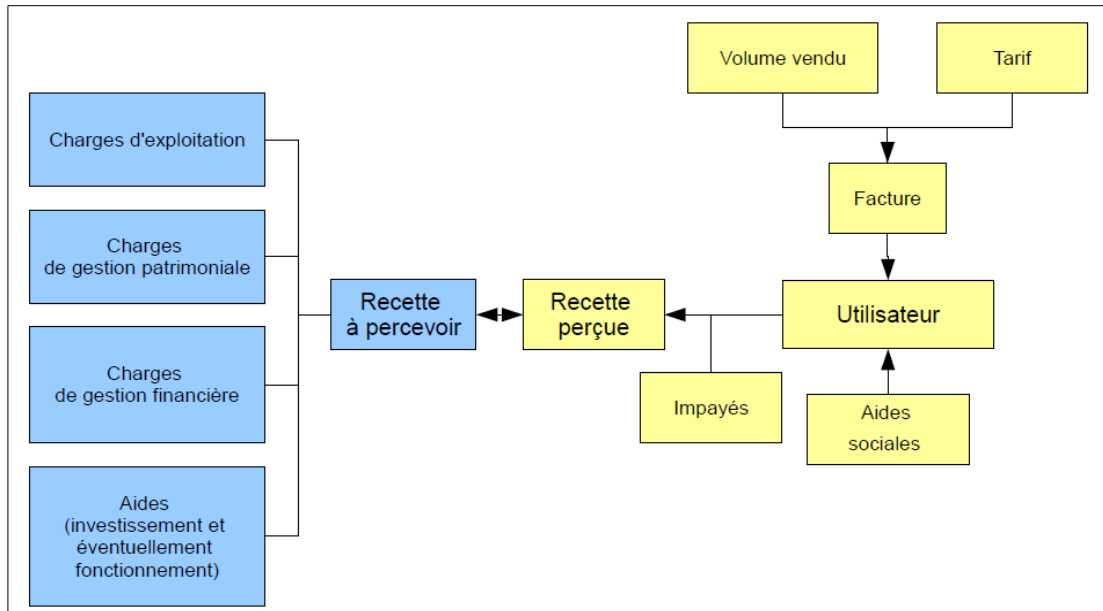 Volume vendu
Tarif
Charges d'exploitation
Facture
Charges
de gestion patrimoniale
Recette
à percevoir
Recette
perçue
Utilisateur
Charges
de gestion financière
Impayés
Aides
sociales
Aides
(investissement et
éventuellement
fonctionnement)